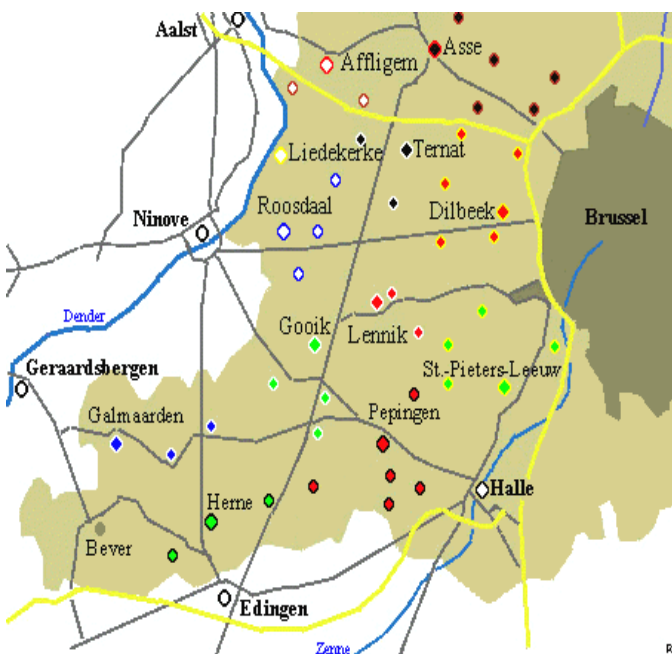 Aalst
Asse
Affligem
Liedekerke
Ternat
Roosdaal
Dilbeek
Ninove
Brussel
Dender
Gooik
Lennik
Geraardsbergen
St.-Pieters-Leeuw
Galmaarden
Pepingen
Halle
Herne
Bever
Edingen
Zenne